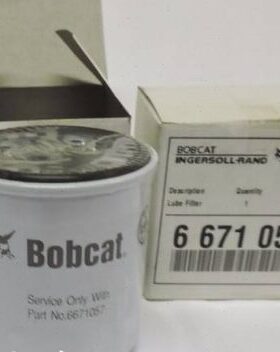 BOBCAT
INGERSOLL-RAND
Description Quantity
Lube Filter 1
6 671 05
Bobcat
Service Only With
Part No.6671057